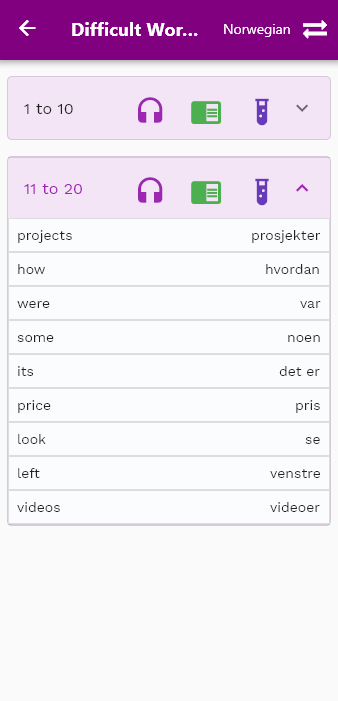 Difficult Wor... Norwegian
1 to 10
11 to 20
projects prosjekter
how hvordan
were var
some noen
its det er
price pris
look se
left venstre
videos videoer